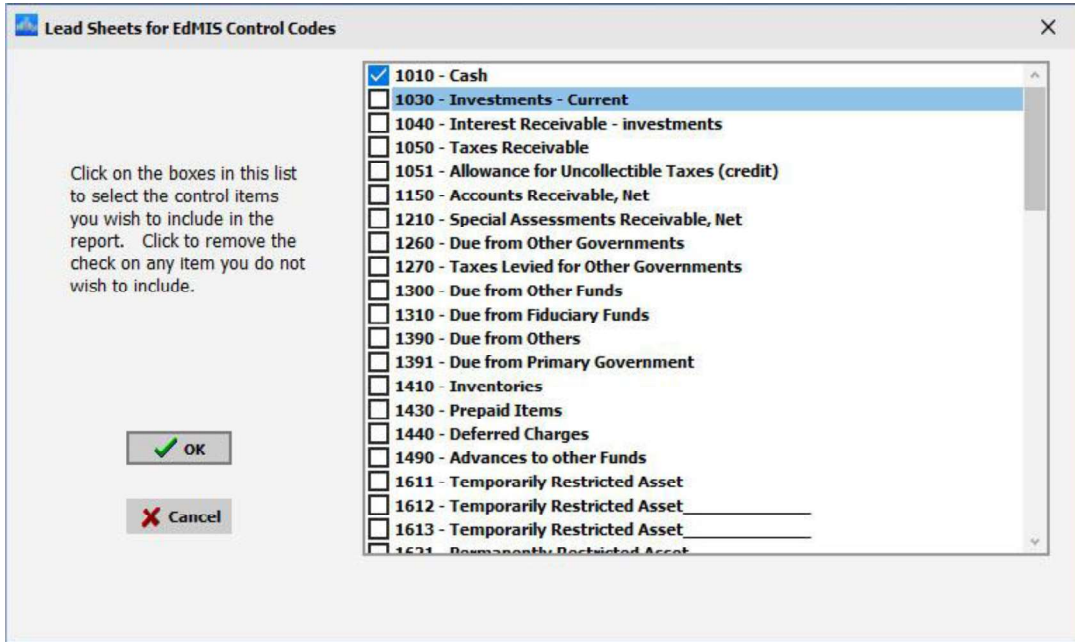 Lead Sheets for EdMIS Control Codes
Click on the boxes in this list
to select the control items
you wish to include in the
report. Click to remove the
check on any item you do not
wish to include.
OK
Cancel
1010 - Cash
1030 - Investments - Current
1040 - Interest Receivable - investments
1050 - Taxes Receivable
1051 - Allowance for Uncollectible Taxes (credit)
1150 - Accounts Receivable, Net
1210 - Special Assessments Receivable, Net
1260 - Due from Other Governments
1270 - Taxes Levied for Other Governments
1300 - Due from Other Funds
1310 - Due from Fiduciary Funds
1390 - Due from Others
1391 - Due from Primary Government
1410 - Inventories
1430 - Prepaid Items
1440 - Deferred Charges
1490 - Advances to other Funds
1611 - Temporarily Restricted Asset
1612 - Temporarily Restricted Asset_______________
1613 - Temporarily Restricted Asset_______________
1621 - Permanently Restricted Asset